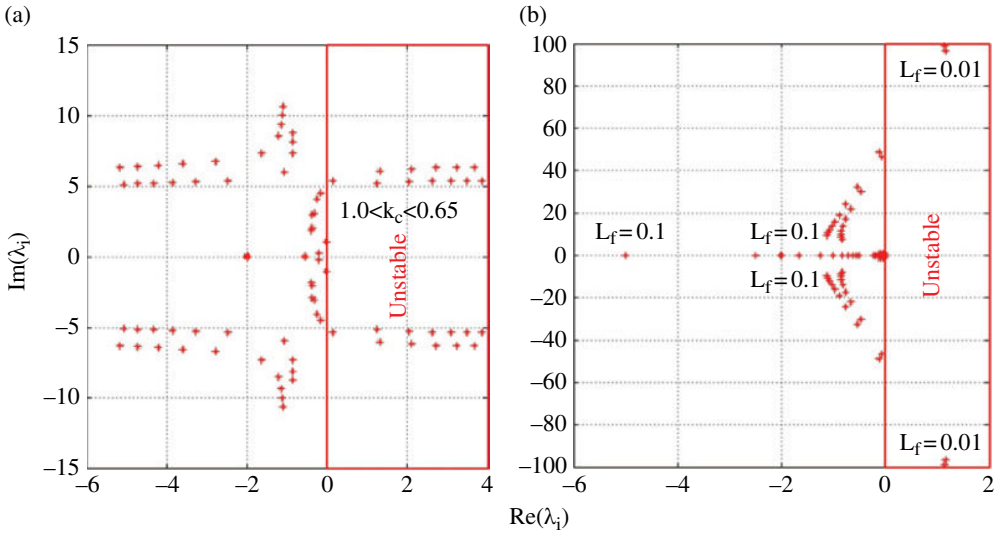 (a)
15
10
5
0
−5
−10
−15
−6
−4
−2
0
2
4
Im(λi)
1.0<kc<0.65
Unstable
(b)
100
80
60
40
20
0
−20
−40
−60
−80
−100
−6
−4
−2
0
2
Lf=0.01
Lf=0.1
Lf=0.1
Lf=0.1
Unstable
Lf=0.01
Re(λi)